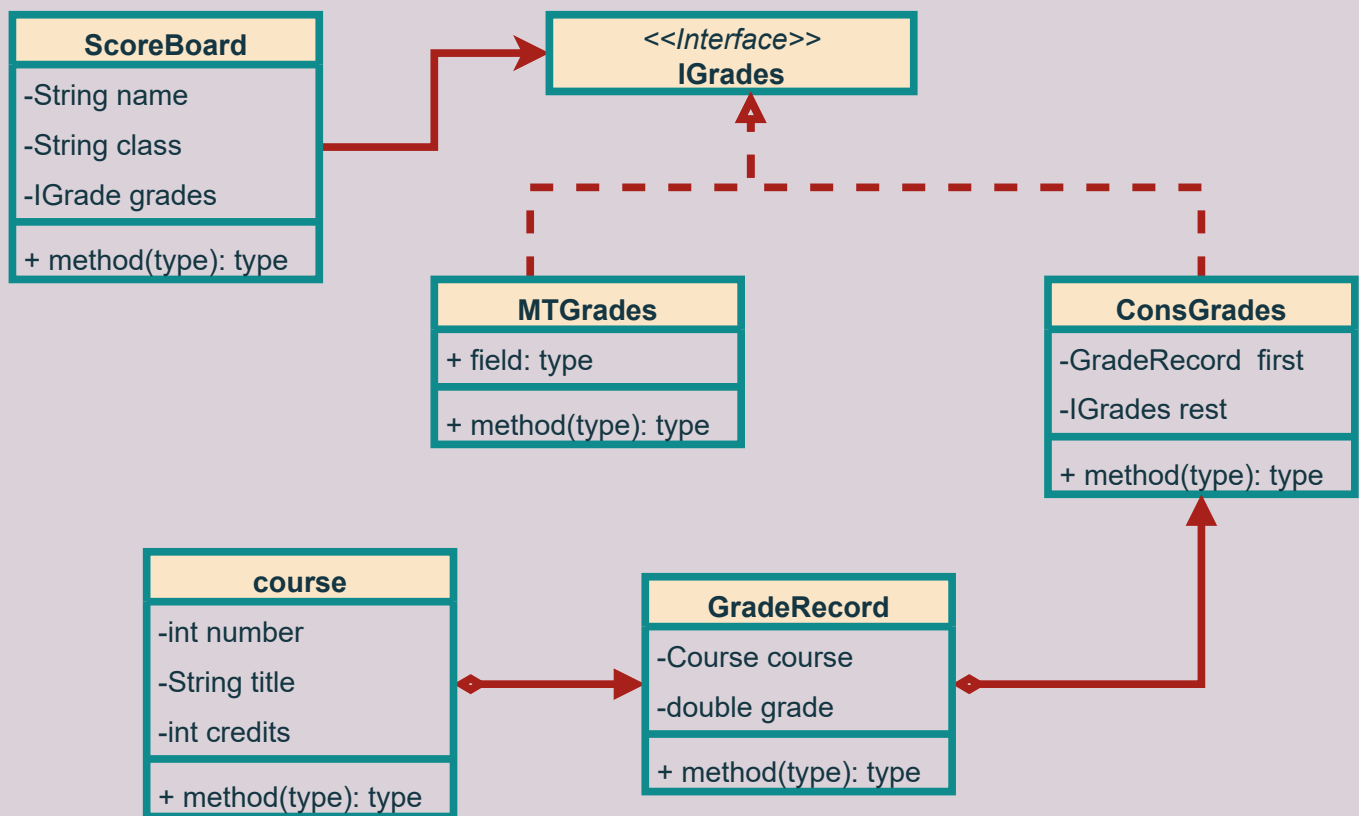 ScoreBoard
-String name
-String class
-IGrade grades
+ method(type): type
<<Interface>>
IGrades
MTGrades
+ field: type
+ method(type): type
ConsGrades
-GradeRecord  first
-IGrades rest
+ method(type): type
course
-int number
-String title
-int credits
+ method(type): type
GradeRecord
-Course course
-double grade
+ method(type): type